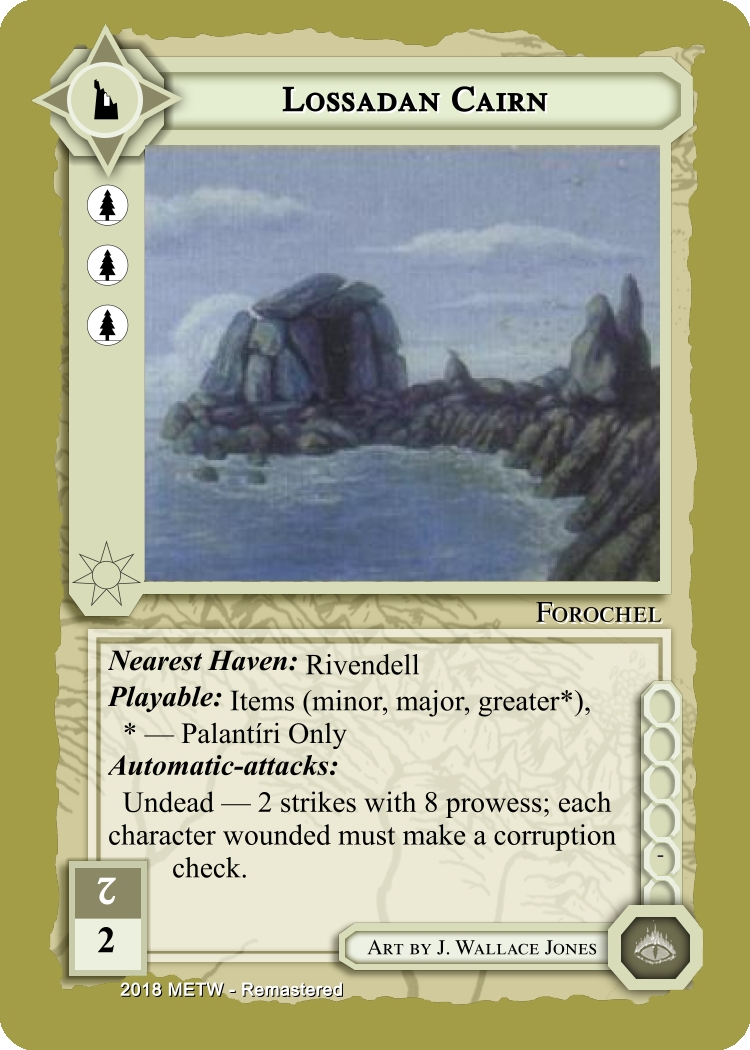 Lossadan Cairn
Forochel
Nearest Haven: Rivendell
Playable: Items (minor, major, greater*),
* — Palantíri Only
Automatic-attacks:
Undead — 2 strikes with 8 prowess; each
character wounded must make a corruption
check.
-
2
2
Art by J. Wallace Jones
2018 METW - Remastered